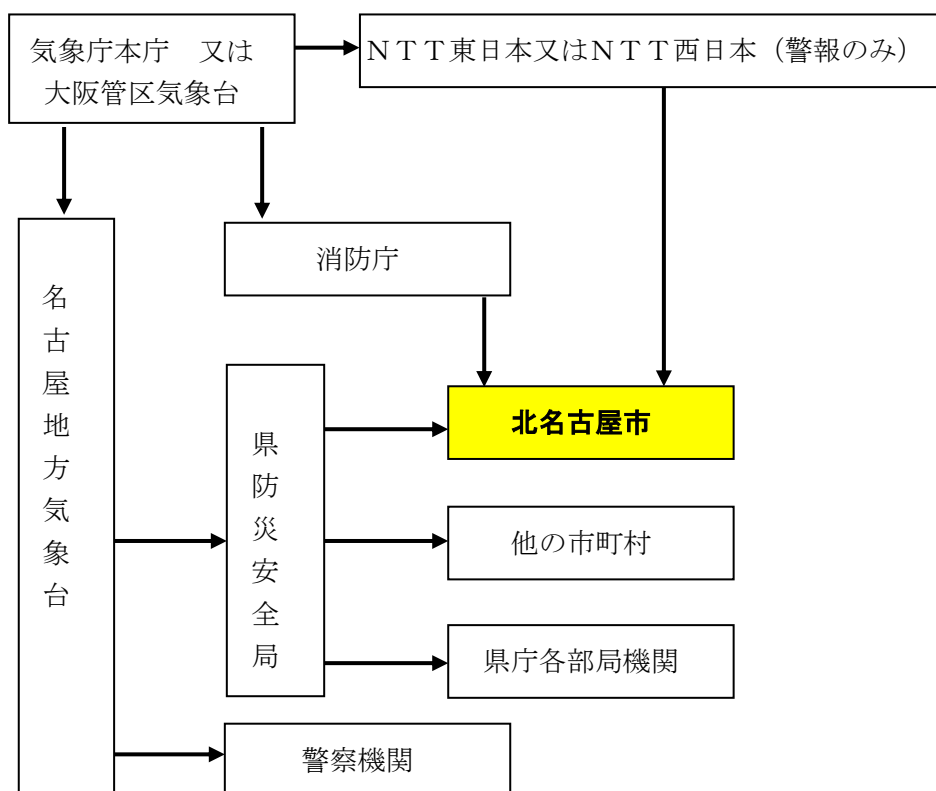 気象庁本庁　又は
大阪管区気象台
ＮＴＴ東日本又はＮＴＴ西日本（警報のみ）
消防庁
名古屋地方気象台
県防災安全局
北名古屋市
他の市町村
県庁各部局機関
警察機関